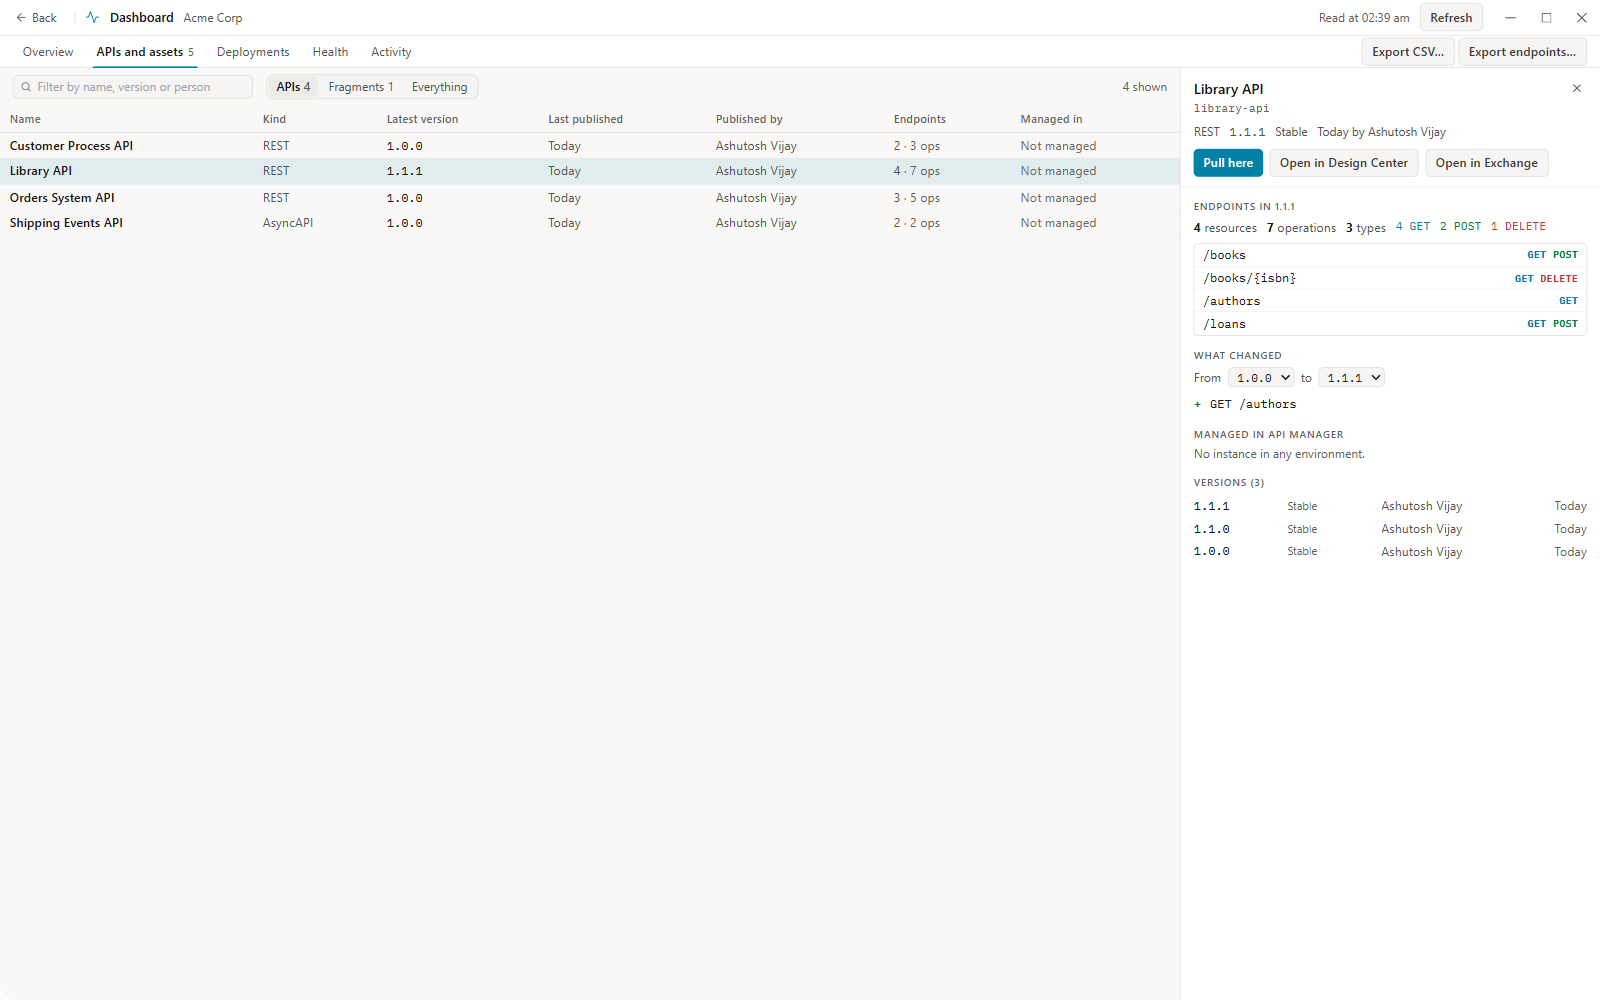 Back Dashboard Acme Corp Read at 02:39 am Refresh
Overview APIs and assets 5 Deployments Health Activity Export CSV... Export endpoints...
Filter by name, version or person APIs 4 Fragments 1 Everything 4 shown
Name Kind Latest version Last published Published by Endpoints Managed in
Customer Process API REST 1.0.0 Today Ashutosh Vijay 2 · 3 ops Not managed
Library API REST 1.1.1 Today Ashutosh Vijay 4 · 7 ops Not managed
Orders System API REST 1.0.0 Today Ashutosh Vijay 3 · 5 ops Not managed
Shipping Events API AsyncAPI 1.0.0 Today Ashutosh Vijay 2 · 2 ops Not managed
Library API
library-api
REST 1.1.1 Stable Today by Ashutosh Vijay
Pull here Open in Design Center Open in Exchange
ENDPOINTS IN 1.1.1
4 resources 7 operations 3 types 4 GET 2 POST 1 DELETE
/books GET POST
/books/{isbn} GET DELETE
/authors GET
/loans GET POST
WHAT CHANGED
From 1.0.0 to 1.1.1
+ GET /authors
MANAGED IN API MANAGER
No instance in any environment.
VERSIONS (3)
1.1.1 Stable Ashutosh Vijay Today
1.1.0 Stable Ashutosh Vijay Today
1.0.0 Stable Ashutosh Vijay Today